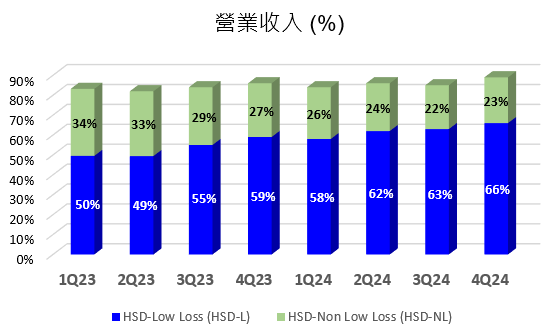 營業收入 (%)
90%
80%
70%
60%
50%
40%
30%
20%
10%
0%
34% 33% 29% 27% 26% 24% 22% 23%
50% 49% 55% 59% 58% 62% 63% 66%
1Q23 2Q23 3Q23 4Q23 1Q24 2Q24 3Q24 4Q24
HSD-Low Loss (HSD-L) HSD-Non Low Loss (HSD-NL)